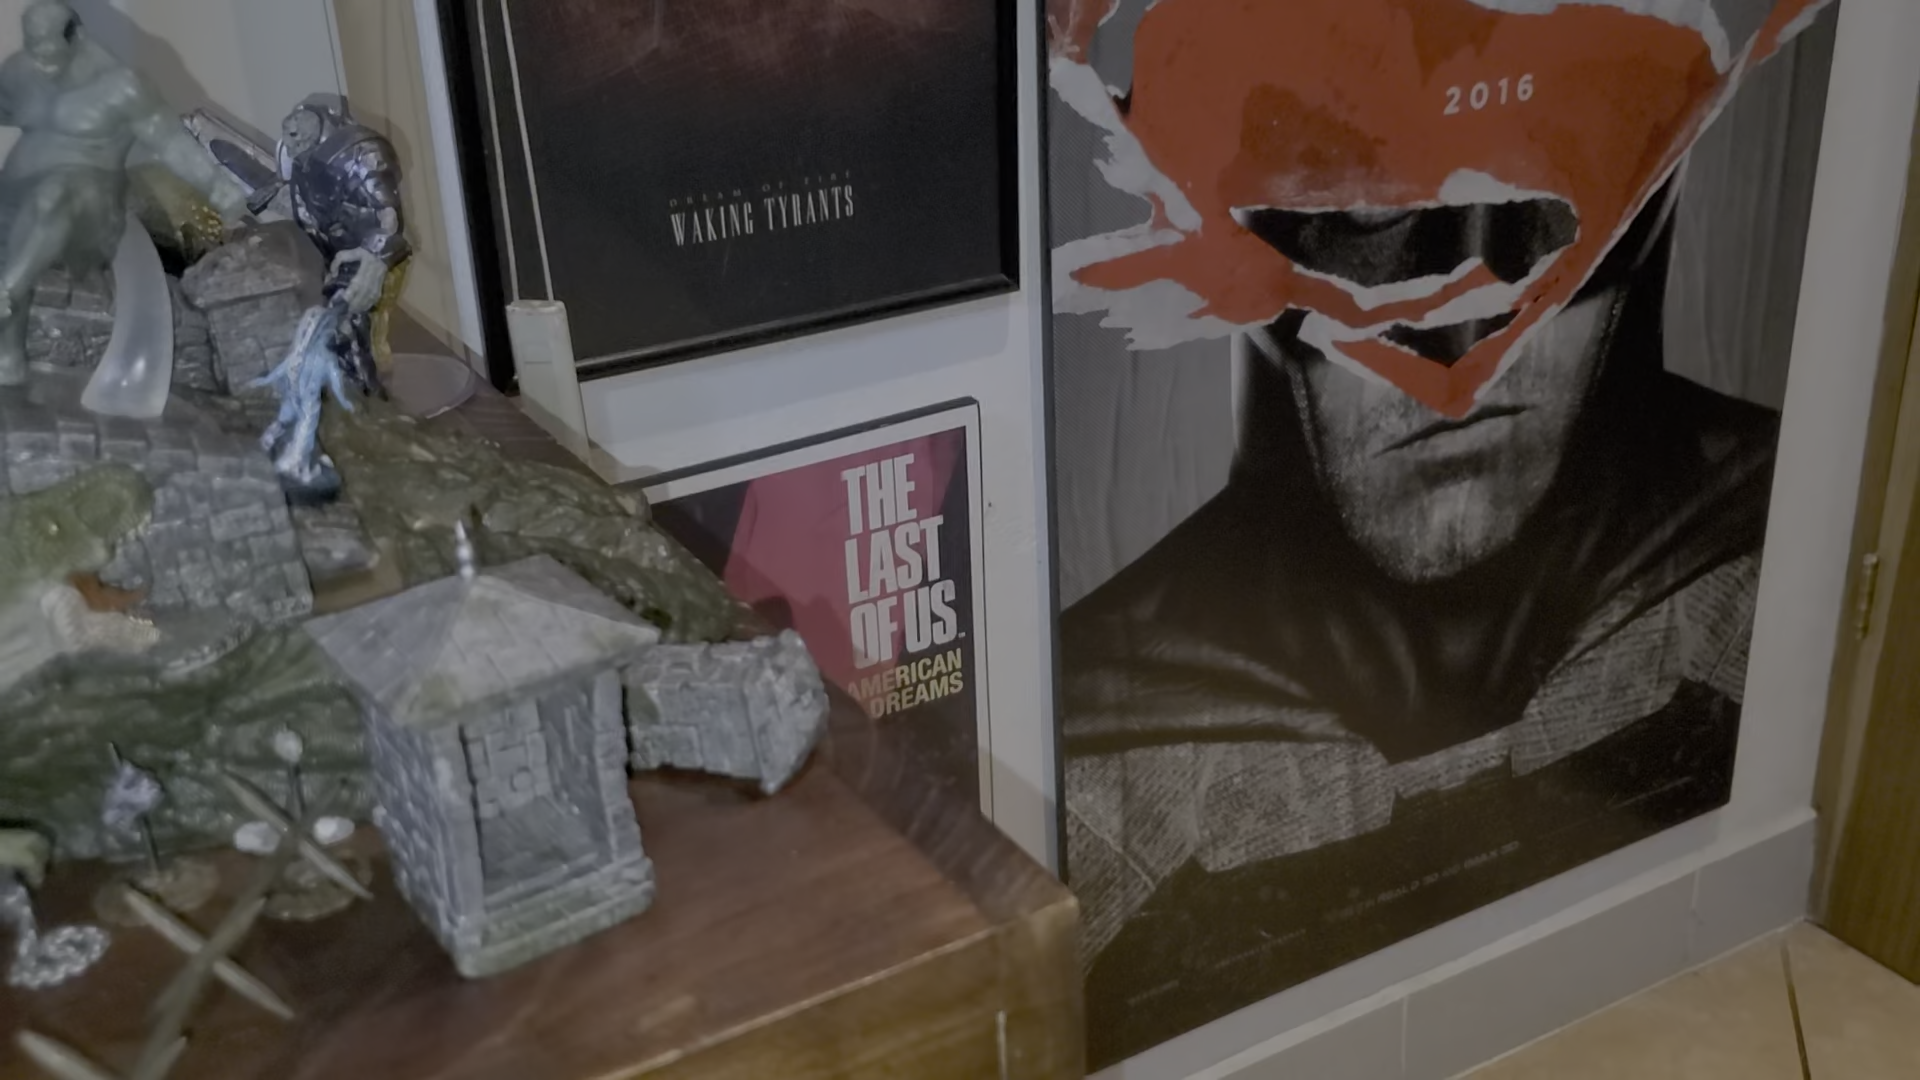 DREAM OF FIRE
WAKING TYRANTS
THE
LAST
OF US
AMERICAN
DREAMS
2016